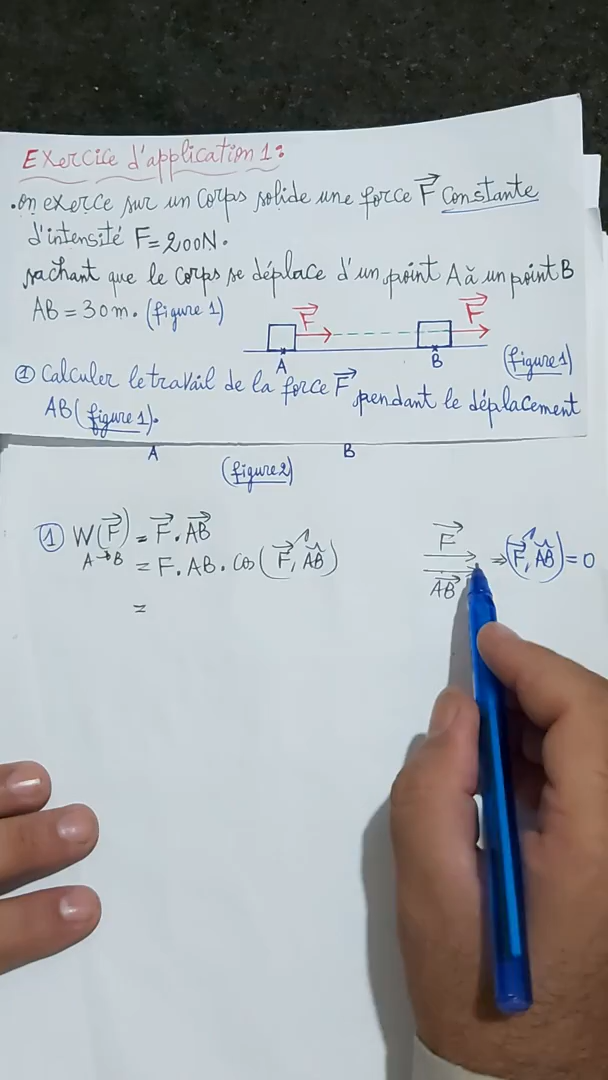 Exercice d'application 1:
.on exerce sur un corps solide une force F⃗ constante
d'intensité F=200N.
sachant que le corps se déplace d'un point A à un point B
AB = 30m. (figure 1)
F⃗ F⃗
A B (figure 1)
① Calculer le travail de la force F⃗ pendant le déplacement
AB (figure 1).
A B
(figure 2)
① W(F⃗) = F⃗ . AB⃗
A→B
= F. AB. cos (F⃗, AB⃗)
=
F⃗
AB⃗
⇒ (F⃗, AB⃗) = 0